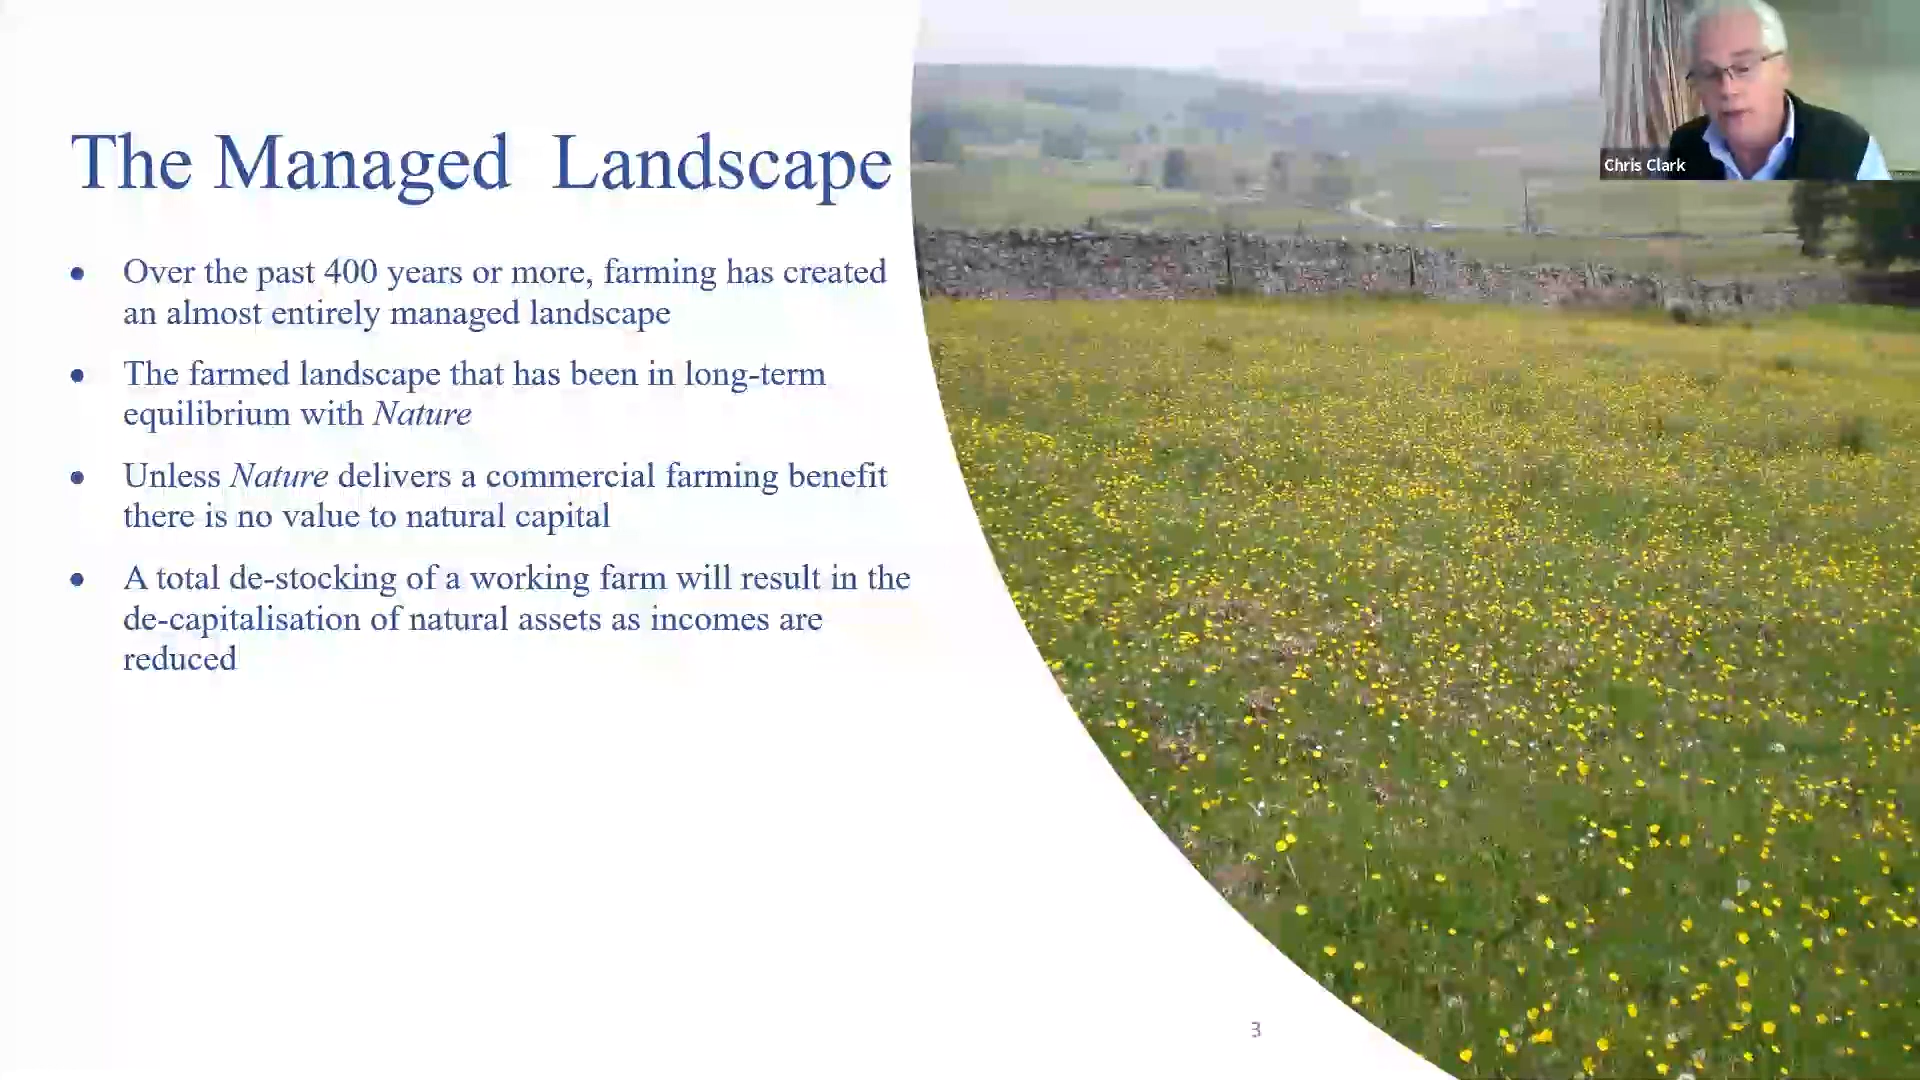 Chris Clark
The Managed Landscape
• Over the past 400 years or more, farming has created
an almost entirely managed landscape
• The farmed landscape that has been in long-term
equilibrium with Nature
• Unless Nature delivers a commercial farming benefit
there is no value to natural capital
• A total de-stocking of a working farm will result in the
de-capitalisation of natural assets as incomes are
reduced
3